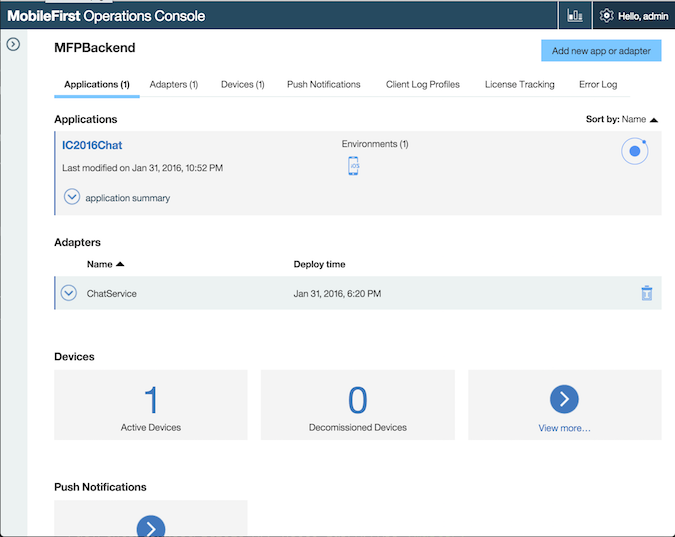 MobileFirst Operations Console
Hello, admin
MFPBackend
Add new app or adapter
Applications (1) Adapters (1) Devices (1) Push Notifications Client Log Profiles License Tracking Error Log
Applications
Sort by: Name
IC2016Chat
Environments (1)
Last modified on Jan 31, 2016, 10:52 PM
iOS
application summary
Adapters
Name Deploy time
ChatService Jan 31, 2016, 6:20 PM
Devices
1 0
Active Devices Decomissioned Devices View more...
Push Notifications